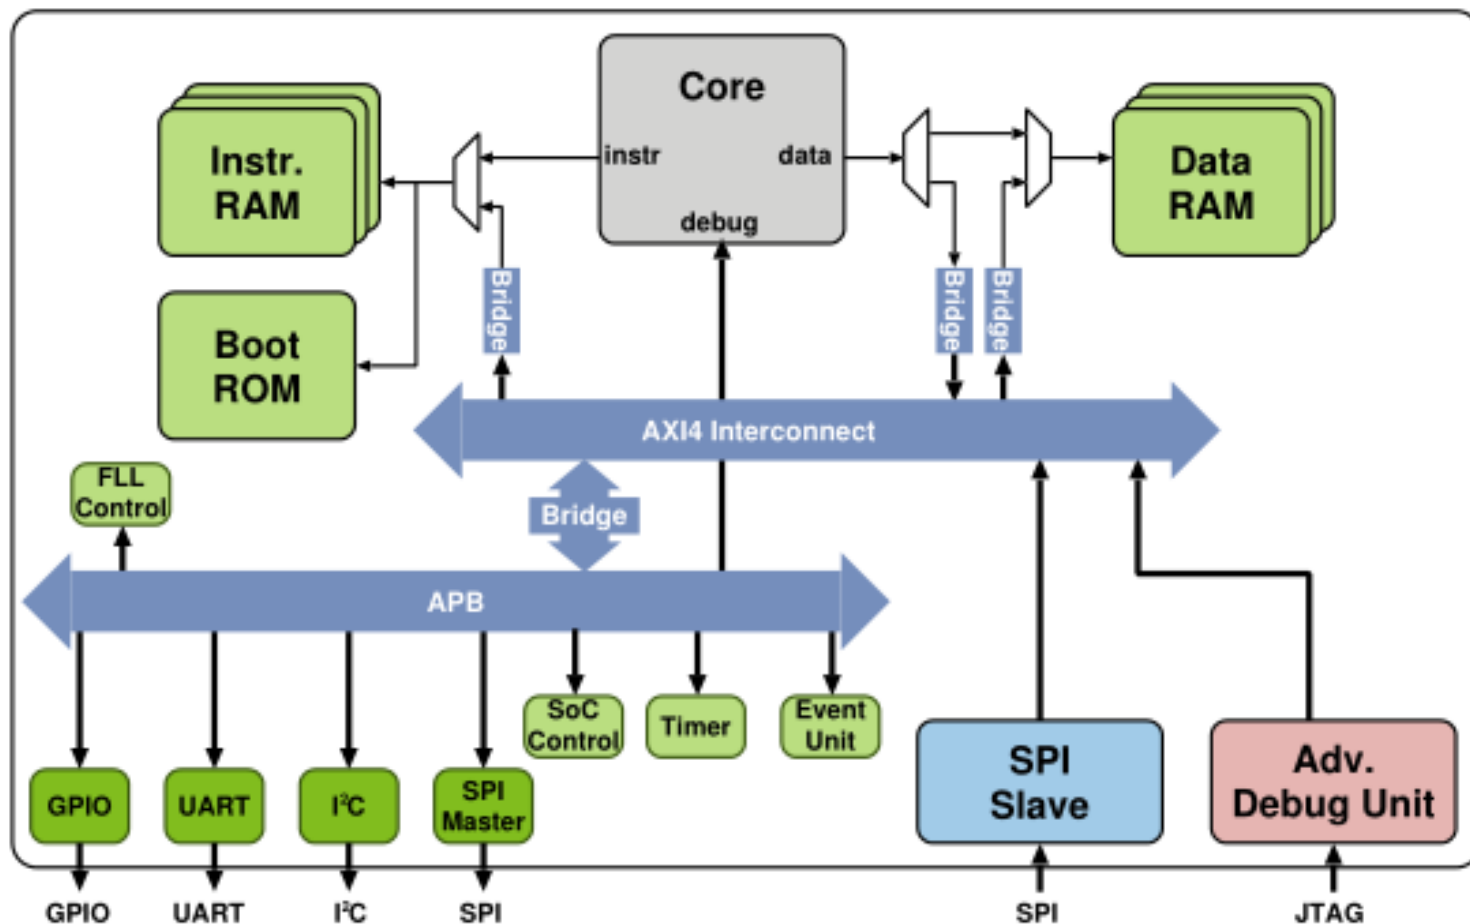 Core
instr
data
debug
Instr.
RAM
Data
RAM
Bridge
Bridge
Bridge
Boot
ROM
AXI4 Interconnect
FLL
Control
Bridge
APB
SoC
Control
Timer
Event
Unit
GPIO
UART
I²C
SPI
Master
SPI
Slave
Adv.
Debug Unit
GPIO
UART
I²C
SPI
SPI
JTAG